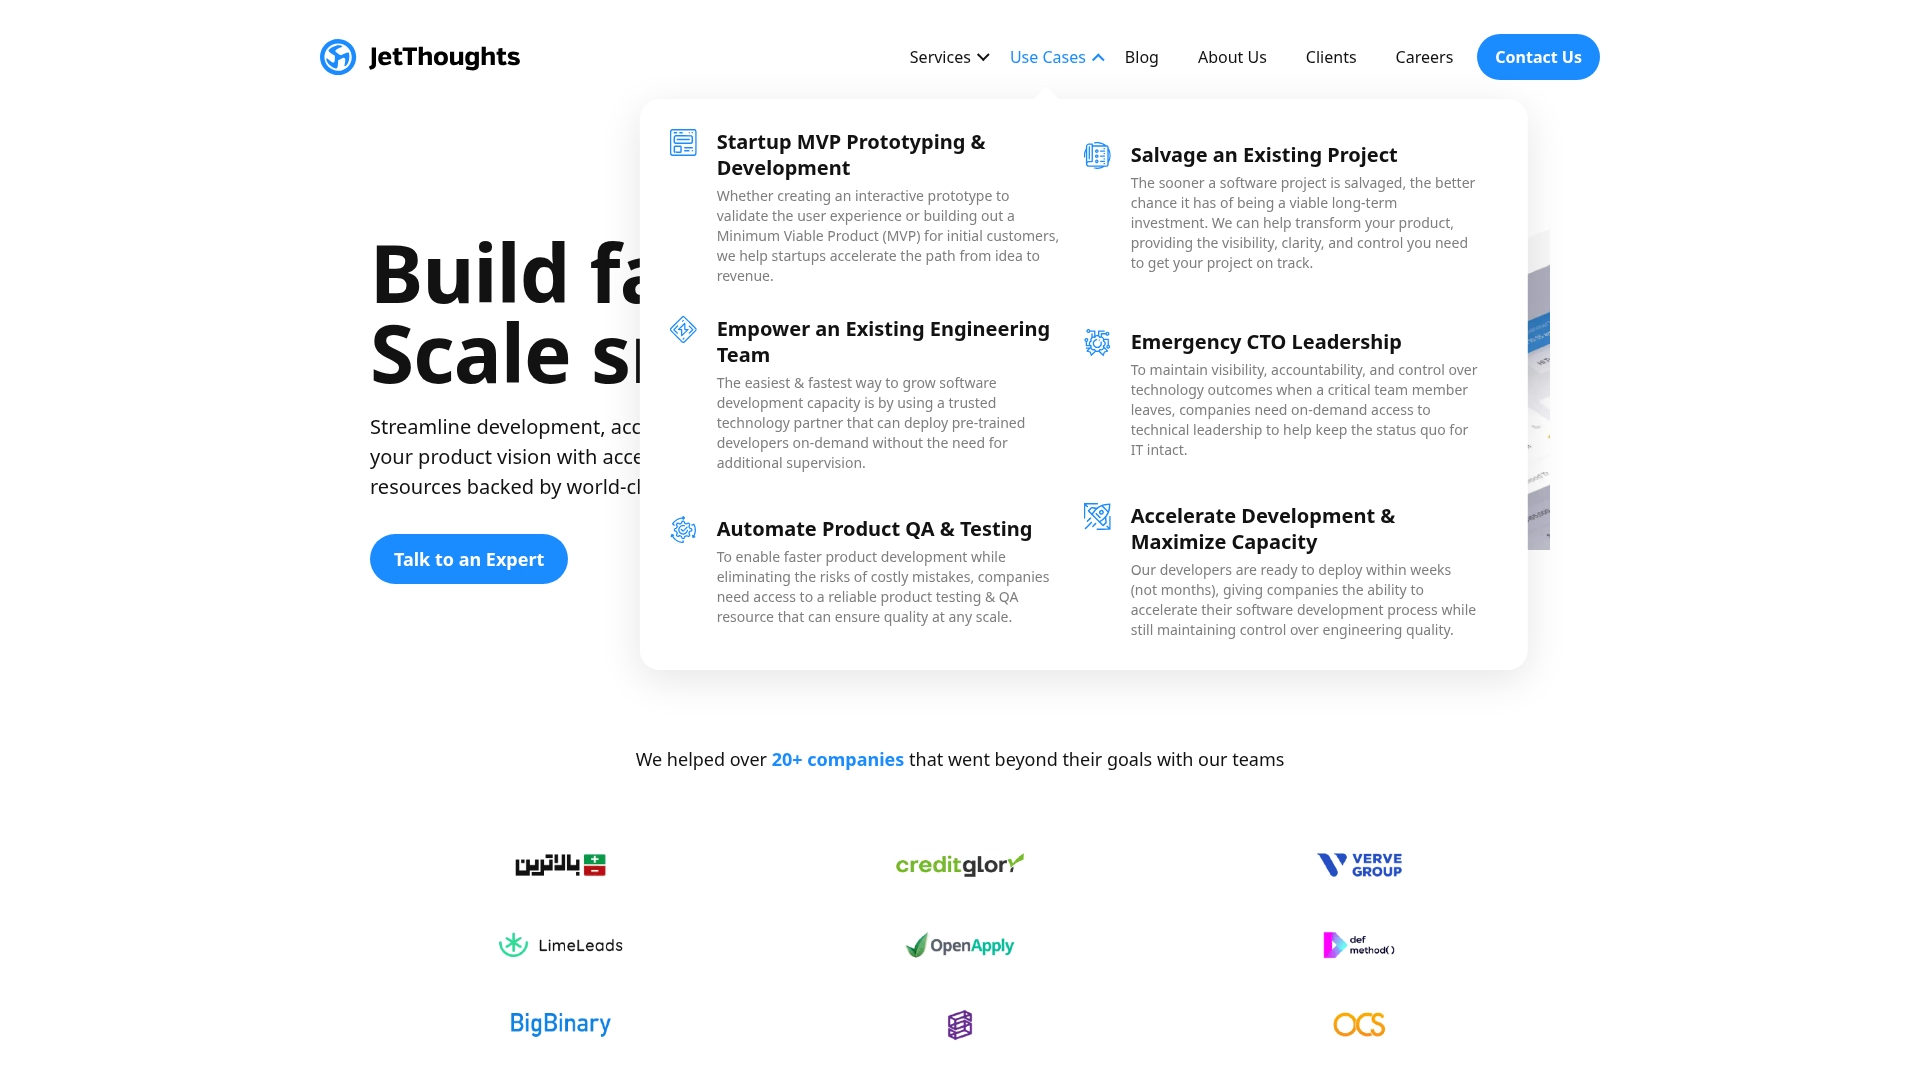 JetThoughts
Services
Use Cases
Blog
About Us
Clients
Careers
Contact Us
Startup MVP Prototyping &
Development
Whether creating an interactive prototype to
validate the user experience or building out a
Minimum Viable Product (MVP) for initial customers,
we help startups accelerate the path from idea to
revenue.
Salvage an Existing Project
The sooner a software project is salvaged, the better
chance it has of being a viable long-term
investment. We can help transform your product,
providing the visibility, clarity, and control you need
to get your project on track.
Empower an Existing Engineering
Team
The easiest & fastest way to grow software
development capacity is by using a trusted
technology partner that can deploy pre-trained
developers on-demand without the need for
additional supervision.
Emergency CTO Leadership
To maintain visibility, accountability, and control over
technology outcomes when a critical team member
leaves, companies need on-demand access to
technical leadership to help keep the status quo for
IT intact.
Automate Product QA & Testing
To enable faster product development while
eliminating the risks of costly mistakes, companies
need access to a reliable product testing & QA
resource that can ensure quality at any scale.
Accelerate Development &
Maximize Capacity
Our developers are ready to deploy within weeks
(not months), giving companies the ability to
accelerate their software development process while
still maintaining control over engineering quality.
Build
Scale
Streamline development,
your product vision with
resources backed by
Talk to an Expert
We helped over 20+ companies that went beyond their goals with our teams
بالاترین
creditglory
VERVE
GROUP
LimeLeads
OpenApply
def
method()
BigBinary
OCS